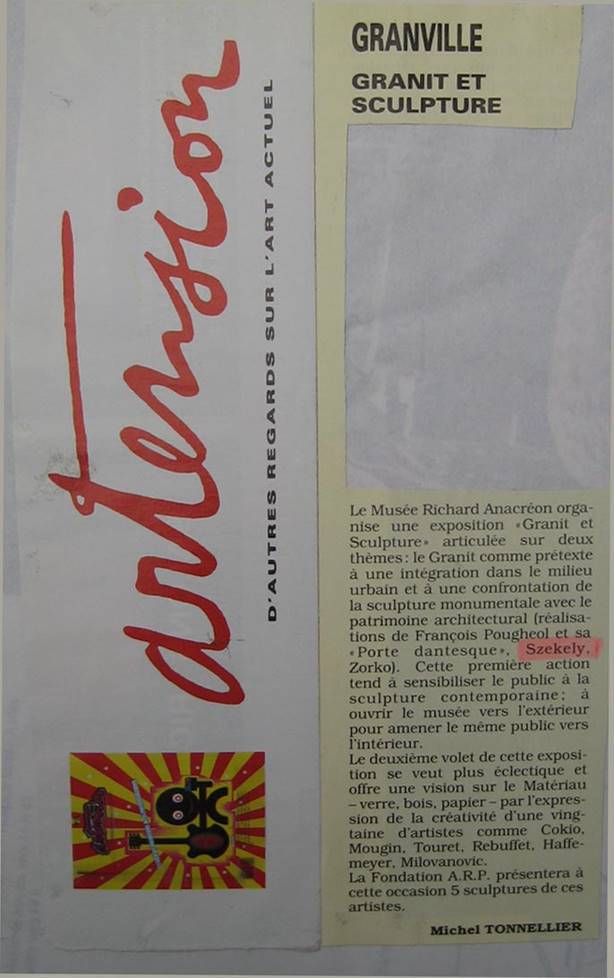 artension
D'AUTRES REGARDS SUR L'ART ACTUEL
GRANVILLE
GRANIT ET
SCULPTURE
Le Musée Richard Anacréon orga-
nise une exposition «Granit et
Sculpture» articulée sur deux
thèmes : le Granit comme prétexte
à une intégration dans le milieu
urbain et à une confrontation de
la sculpture monumentale avec le
patrimoine architectural (réalisa-
tions de François Pougheol et sa
«Porte dantesque», Szekely,
Zorko). Cette première action
tend à sensibiliser le public à la
sculpture contemporaine ; à
ouvrir le musée vers l'extérieur
pour amener le même public vers
l'intérieur.
Le deuxième volet de cette exposi-
tion se veut plus éclectique et
offre une vision sur le Matériau
– verre, bois, papier – par l'expres-
sion de la créativité d'une ving-
taine d'artistes comme Cokio,
Mougin, Touret, Rebuffet, Haffe-
meyer, Milovanovic.
La Fondation A.R.P. présentera à
cette occasion 5 sculptures de ces
artistes.
Michel TONNELLIER